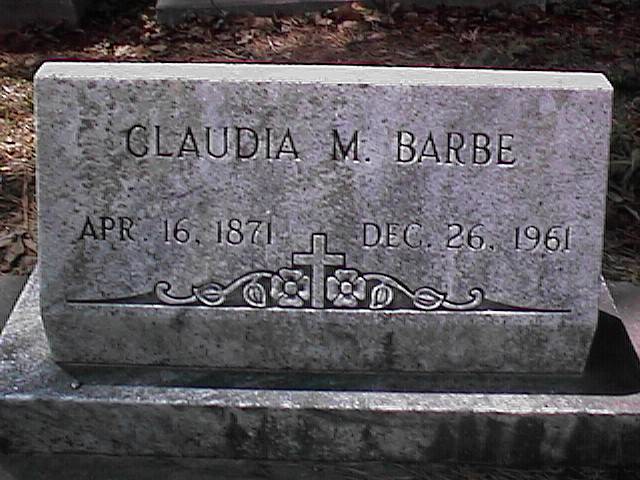 CLAUDIA M. BARBE
APR. 16, 1871 DEC. 26, 1961